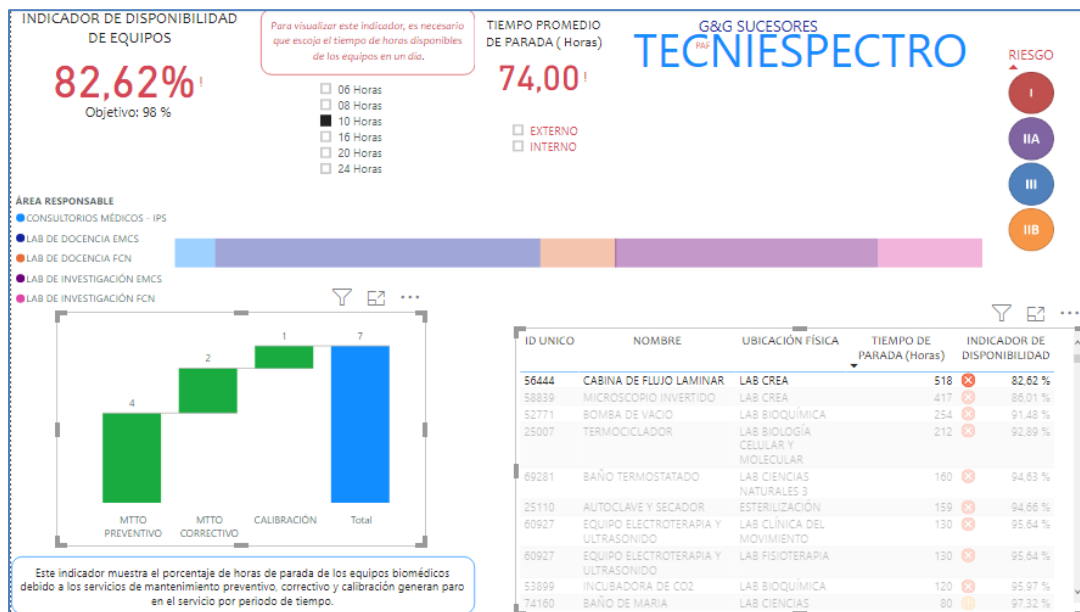 INDICADOR DE DISPONIBILIDAD
DE EQUIPOS
82,62%!
Objetivo: 98 %
Para visualizar este indicador, es necesario
que escoja el tiempo de horas disponibles
de los equipos en un día.
06 Horas
08 Horas
10 Horas
16 Horas
20 Horas
24 Horas
TIEMPO PROMEDIO
DE PARADA ( Horas)
74,00!
EXTERNO
INTERNO
G&G SUCESORES
TECNIESPECTRO
RIESGO
I
IIA
III
IIB
ÁREA RESPONSABLE
CONSULTORIOS MÉDICOS - IPS
LAB DE DOCENCIA EMCS
LAB DE DOCENCIA FCN
LAB DE INVESTIGACIÓN EMCS
LAB DE INVESTIGACIÓN FCN
4
2
1
7
MTTO
PREVENTIVO
MTTO
CORRECTIVO
CALIBRACIÓN
Total
Este indicador muestra el porcentaje de horas de parada de los equipos biomédicos
debido a los servicios de mantenimiento preventivo, correctivo y calibración generan paro
en el servicio por periodo de tiempo.
ID UNICO NOMBRE UBICACIÓN FÍSICA TIEMPO DE INDICADOR DE
PARADA (Horas) DISPONIBILIDAD
56444 CABINA DE FLUJO LAMINAR LAB CREA 518 82,62 %
58839 MICROSCOPIO INVERTIDO LAB CREA 417 86,01 %
52771 BOMBA DE VACIO LAB BIOQUÍMICA 254 91,48 %
25007 TERMOCICLADOR LAB BIOLOGÍA 212 92,89 %
CELULAR Y
MOLECULAR
69281 BAÑO TERMOSTATADO LAB CIENCIAS 160 94,63 %
NATURALES 3
25110 AUTOCLAVE Y SECADOR ESTERILIZACIÓN 159 94,66 %
60927 EQUIPO ELECTROTERAPIA Y LAB CLÍNICA DEL 130 95,64 %
ULTRASONIDO MOVIMIENTO
60927 EQUIPO ELECTROTERAPIA Y LAB FISIOTERAPIA 130 95,64 %
ULTRASONIDO
53899 INCUBADORA DE CO2 LAB BIOQUÍMICA 120 95,97 %
74160 BAÑO DE MARIA LAB CIENCIAS 80 97,32 %